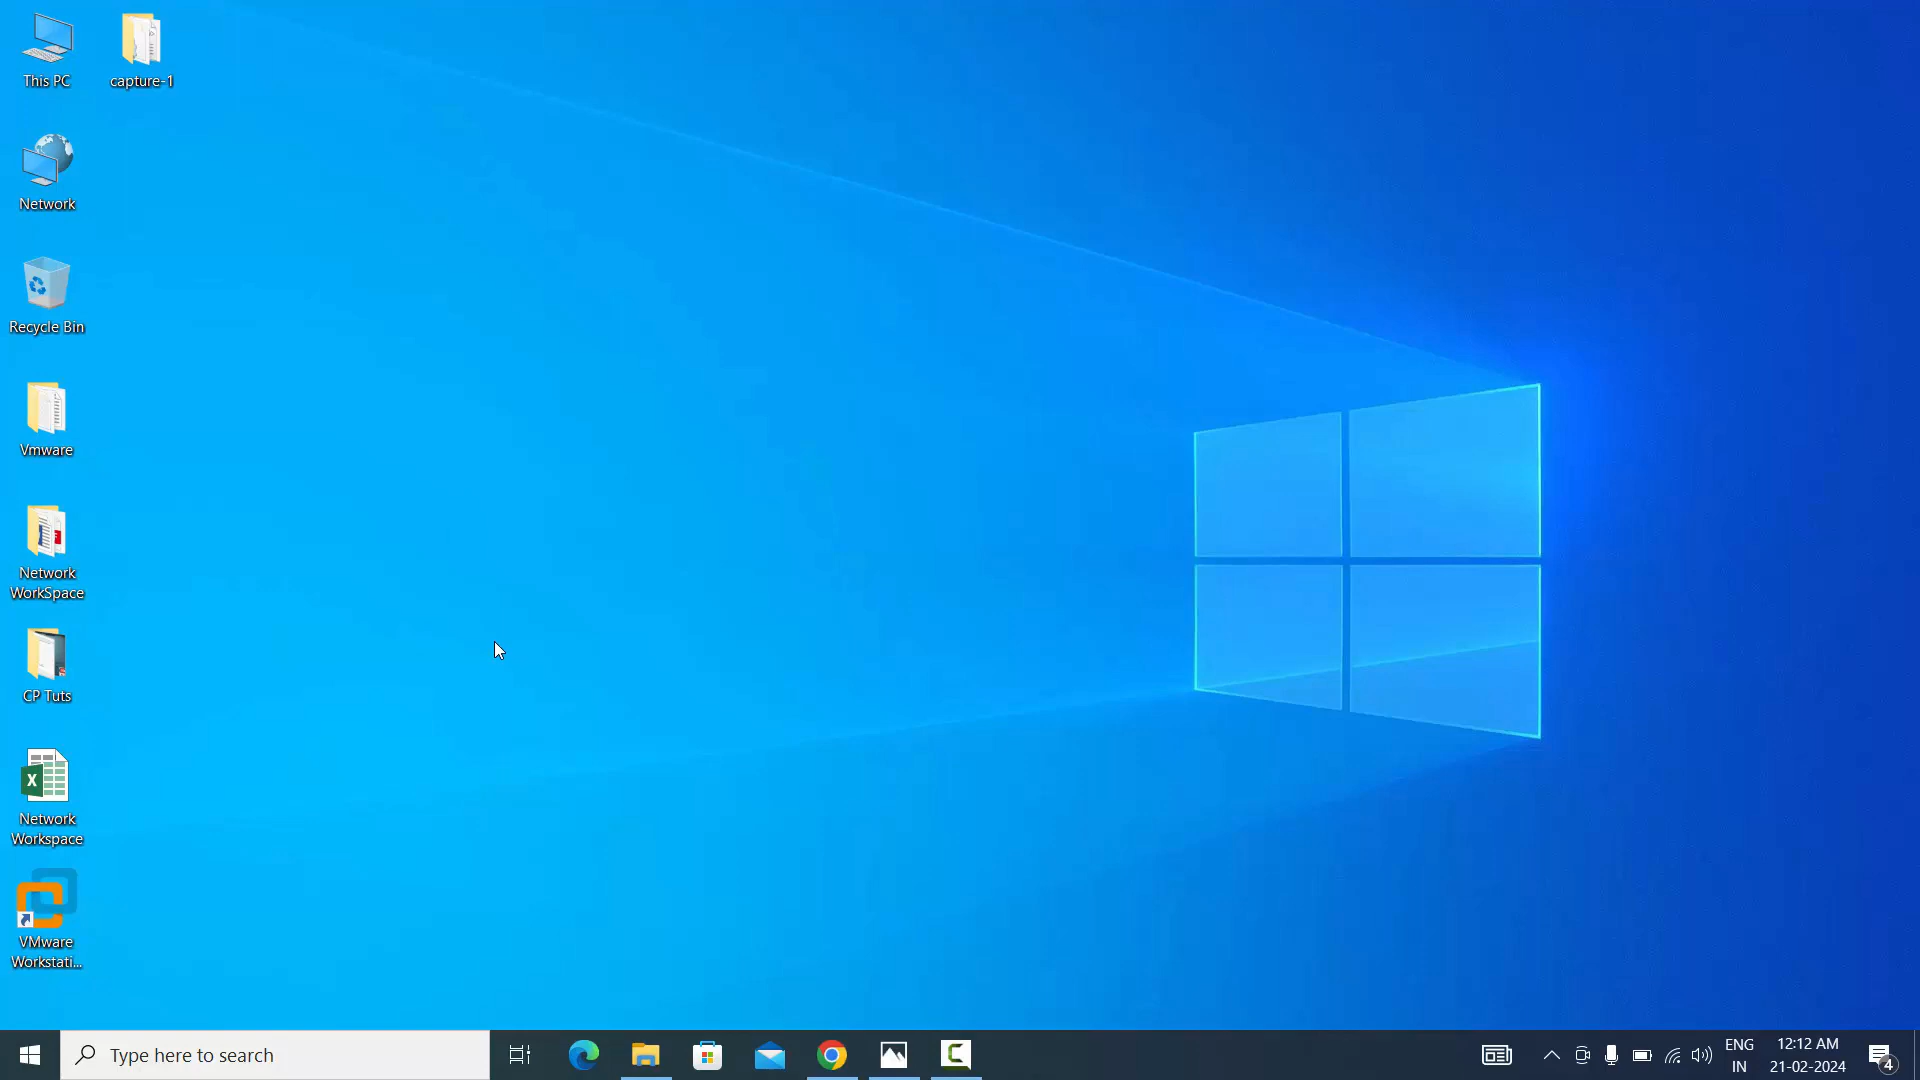 This PC
capture-1
Network
Recycle Bin
Vmware
Network
WorkSpace
CP Tuts
Network
Workspace
VMware
Workstati...
Type here to search
ENG
IN
12:12 AM
21-02-2024
4